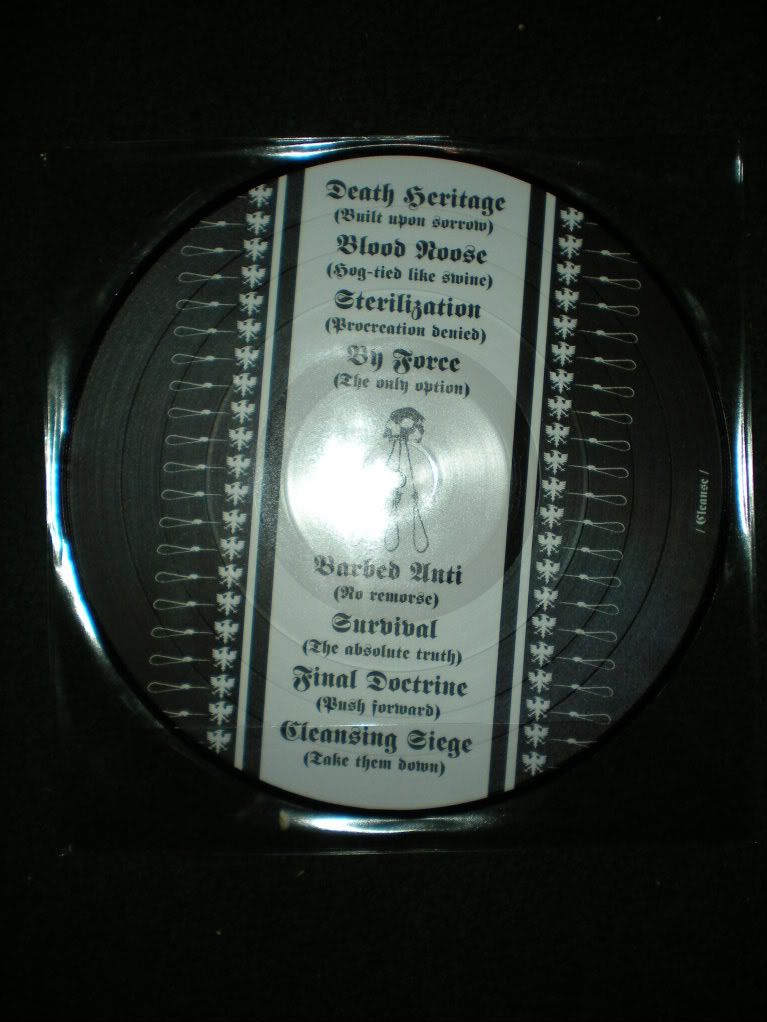 Death Heritage
(Built upon sorrow)
Blood Noose
(Hog-tied like swine)
Sterilization
(Procreation denied)
By Force
(The only option)
Barbed Anti
(No remorse)
Survival
(The absolute truth)
Final Doctrine
(Push forward)
Cleansing Siege
(Take them down)
/ Cleanse /